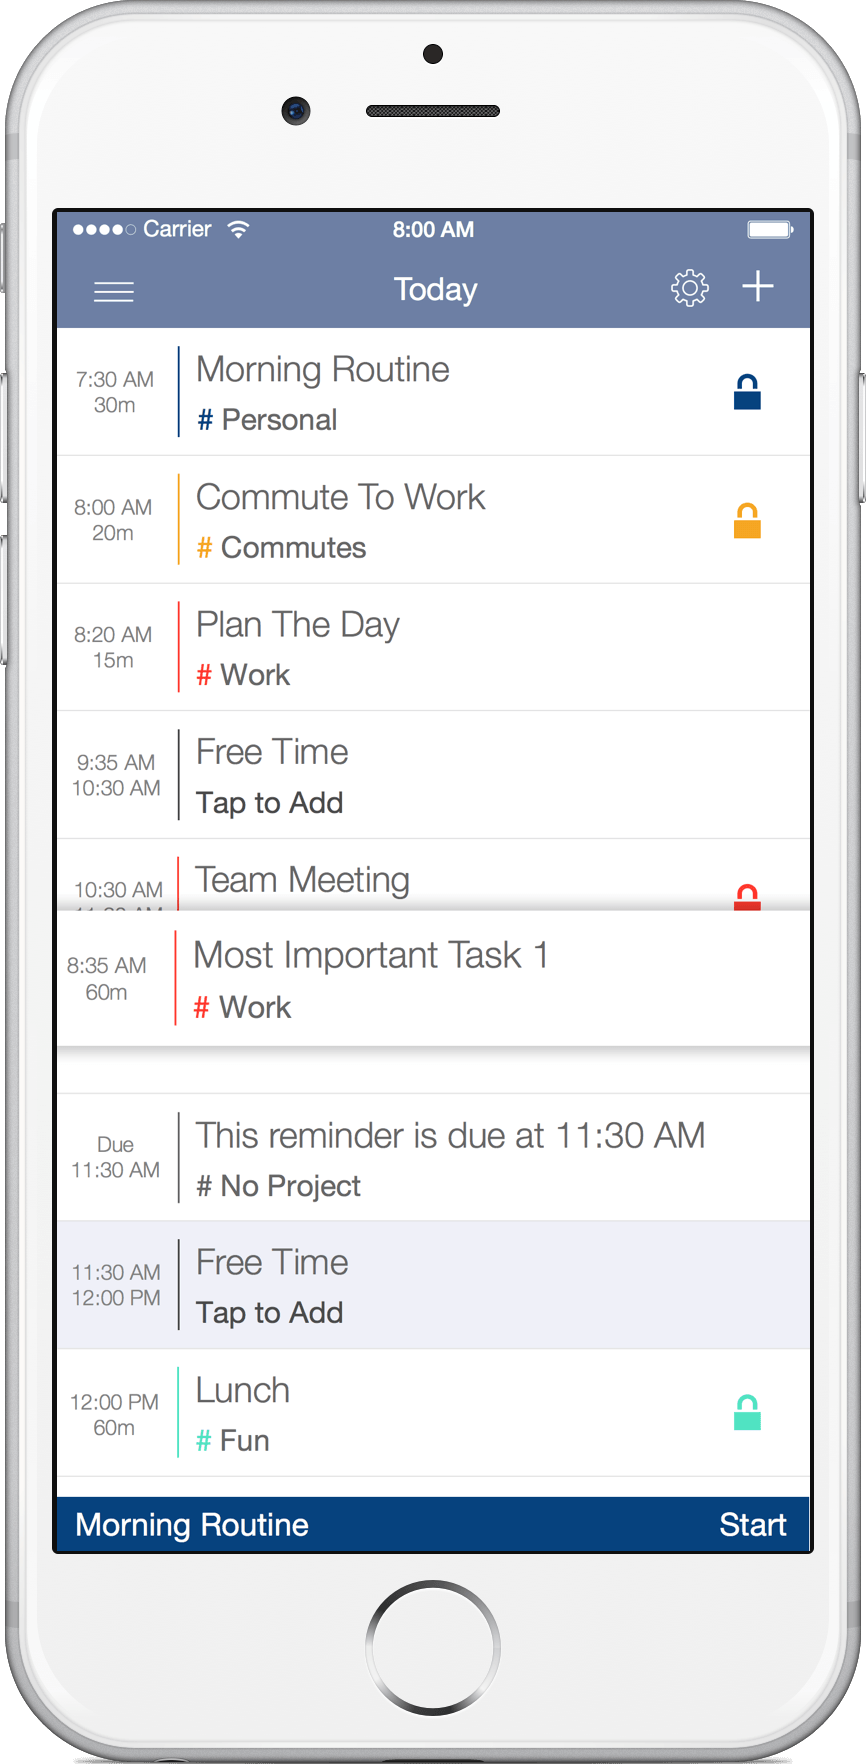 Carrier 8:00 AM
Today
7:30 AM
30m
Morning Routine
# Personal
8:00 AM
20m
Commute To Work
# Commutes
8:20 AM
15m
Plan The Day
# Work
9:35 AM
10:30 AM
Free Time
Tap to Add
10:30 AM
Team Meeting
8:35 AM
60m
Most Important Task 1
# Work
Due
11:30 AM
This reminder is due at 11:30 AM
# No Project
11:30 AM
12:00 PM
Free Time
Tap to Add
12:00 PM
60m
Lunch
# Fun
Morning Routine Start